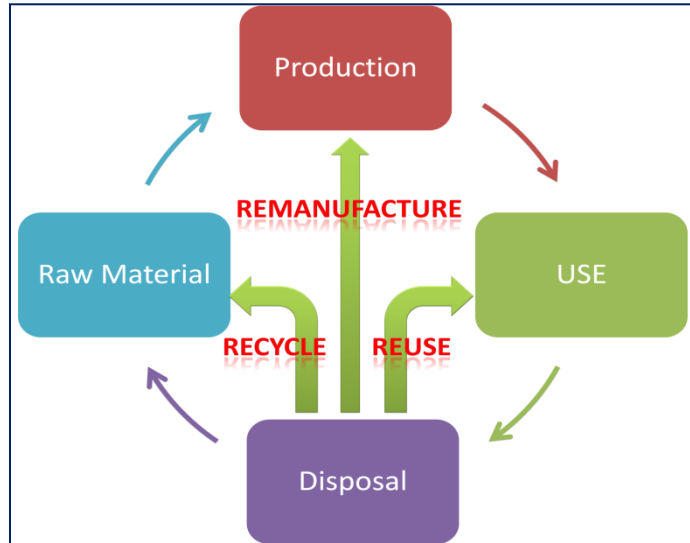 Production
REMANUFACTURE
Raw Material
USE
RECYCLE
REUSE
Disposal